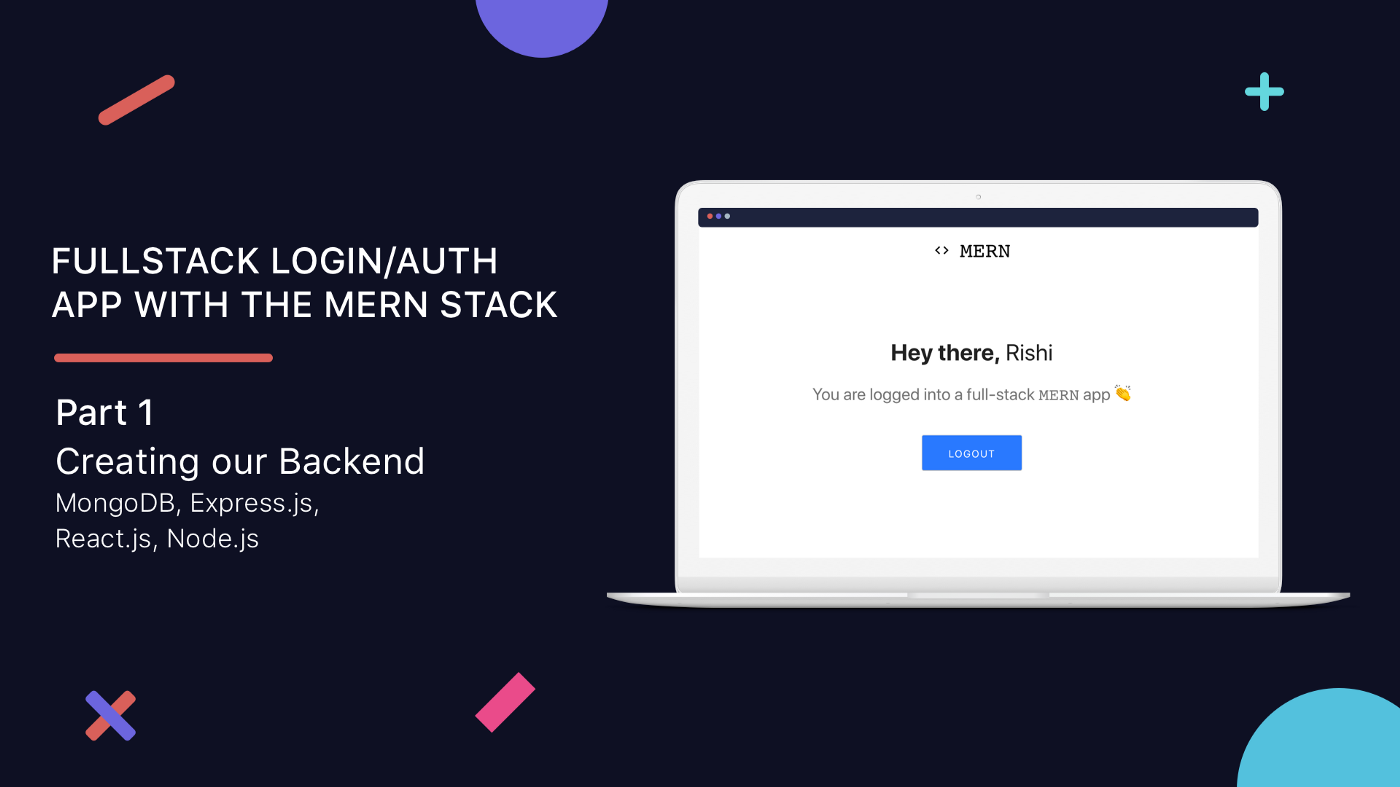 FULLSTACK LOGIN/AUTH
APP WITH THE MERN STACK
Part 1
Creating our Backend
MongoDB, Express.js,
React.js, Node.js
<> MERN
Hey there, Rishi
You are logged into a full-stack MERN app 👏
LOGOUT